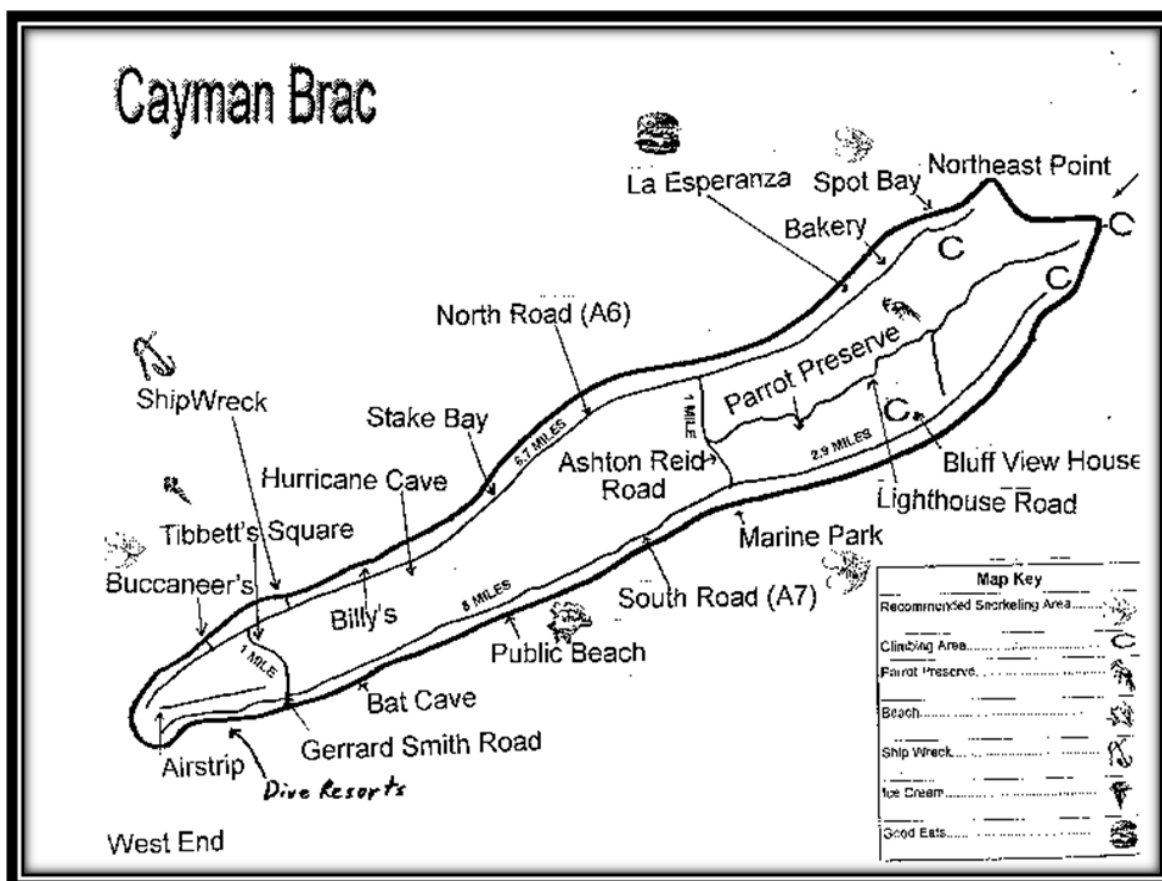 Cayman Brac
Northeast Point
La Esperanza
Spot Bay
Bakery
C
C
C
C
North Road (A6)
Parrot Preserve
ShipWreck
Stake Bay
6.7 MILES
1 MILE
Ashton Reid
Road
2.9 MILES
Bluff View House
Lighthouse Road
Hurricane Cave
Tibbett's Square
Marine Park
Buccaneer's
Billy's
8 MILES
South Road (A7)
1 MILE
Public Beach
Bat Cave
Gerrard Smith Road
Airstrip
Dive Resorts
West End
Map Key
Recommended Snorkeling Area
Climbing Area C
Parrot Preserve
Beach
Ship Wreck
Ice Cream
Good Eats